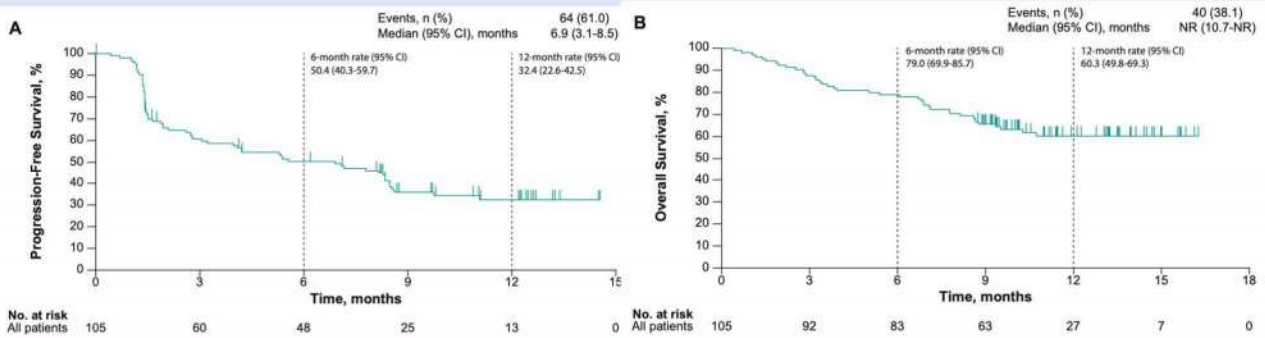 A
Events, n (%) 64 (61.0)
Median (95% CI), months 6.9 (3.1-8.5)
6-month rate (95% CI)
50.4 (40.3-59.7)
12-month rate (95% CI)
32.4 (22.6-42.5)
Progression-Free Survival, %
100
90
80
70
60
50
40
30
20
10
0
0 3 6 9 12 15
Time, months
No. at risk
All patients 105 60 48 25 13 0
B
Events, n (%) 40 (38.1)
Median (95% CI), months NR (10.7-NR)
6-month rate (95% CI)
79.0 (69.9-85.7)
12-month rate (95% CI)
60.3 (49.8-69.3)
Overall Survival, %
100
90
80
70
60
50
40
30
20
10
0
0 3 6 9 12 15 18
Time, months
No. at risk
All patients 105 92 83 63 27 7 0